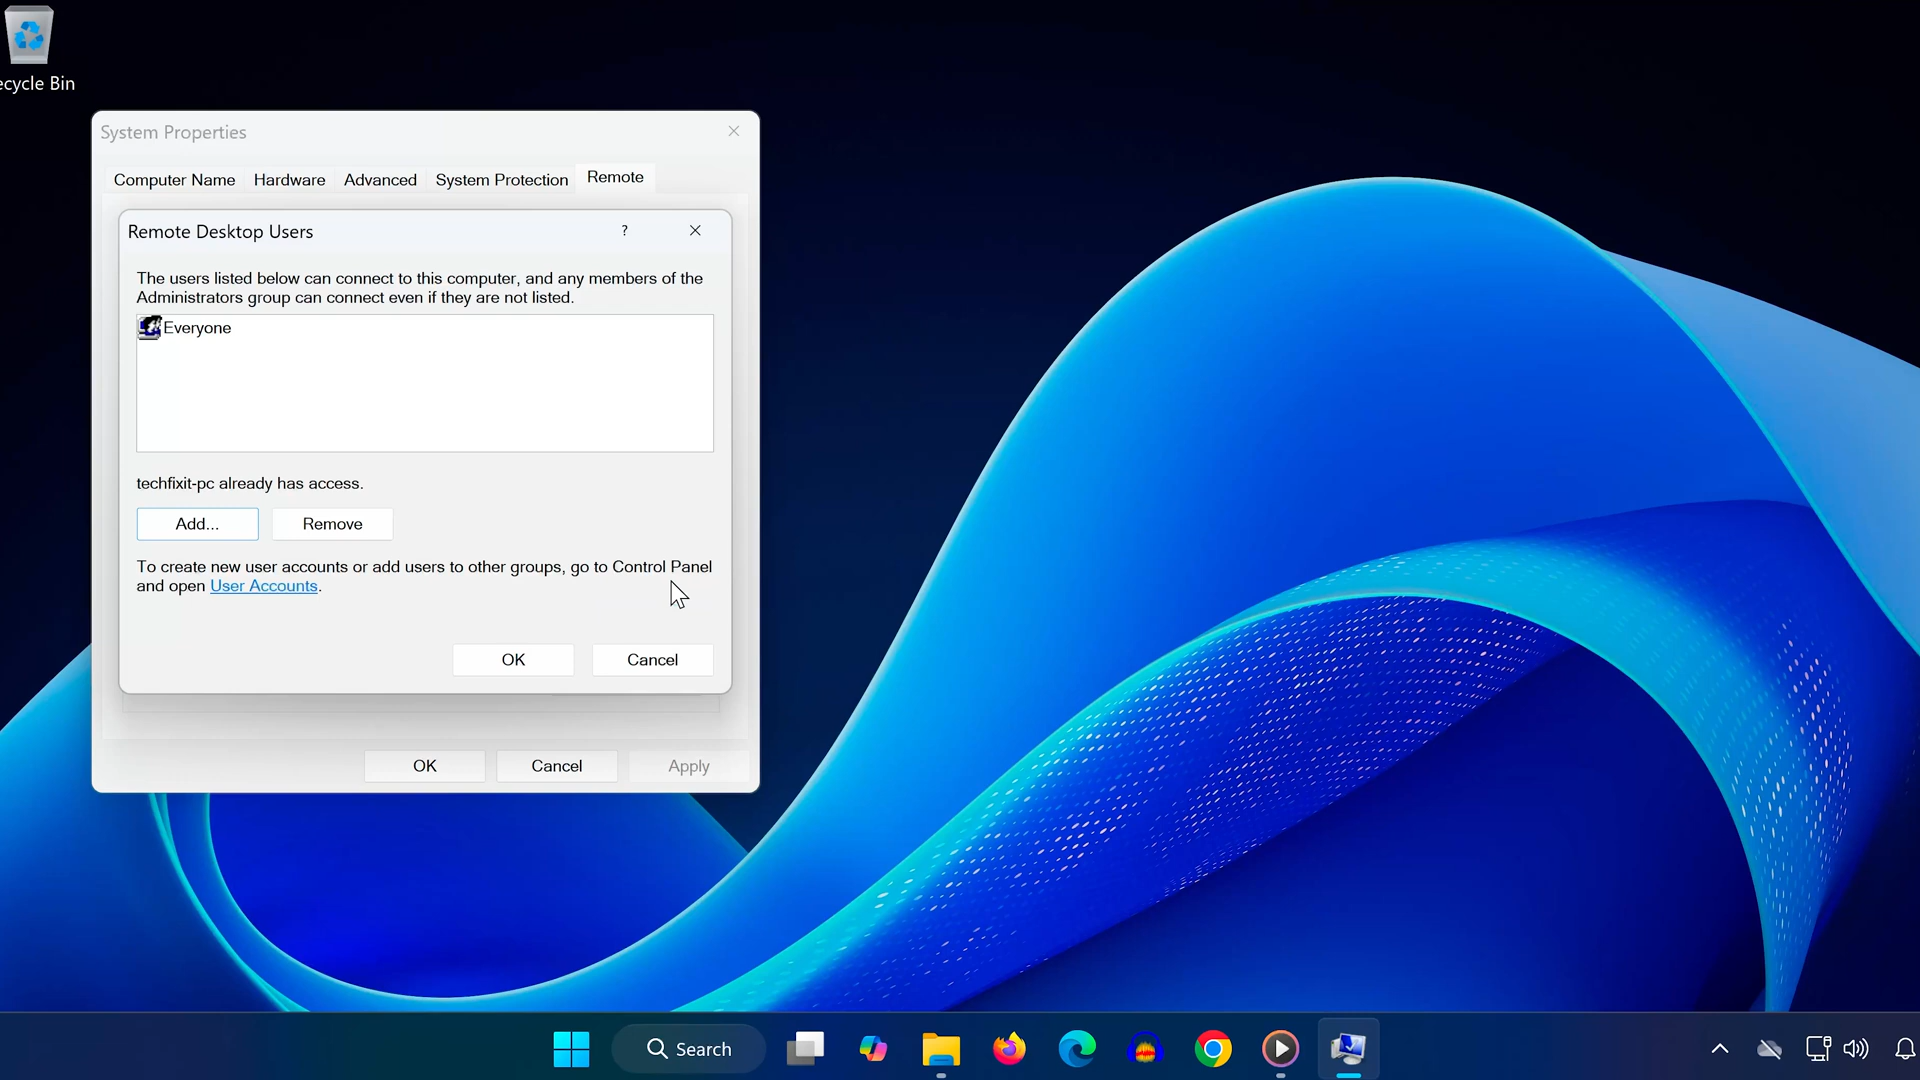 ecycle Bin
System Properties
Computer Name Hardware Advanced System Protection Remote
Remote Desktop Users ?
The users listed below can connect to this computer, and any members of the
Administrators group can connect even if they are not listed.
Everyone
techfixit-pc already has access.
Add... Remove
To create new user accounts or add users to other groups, go to Control Panel
and open User Accounts.
OK Cancel
OK Cancel Apply
Search